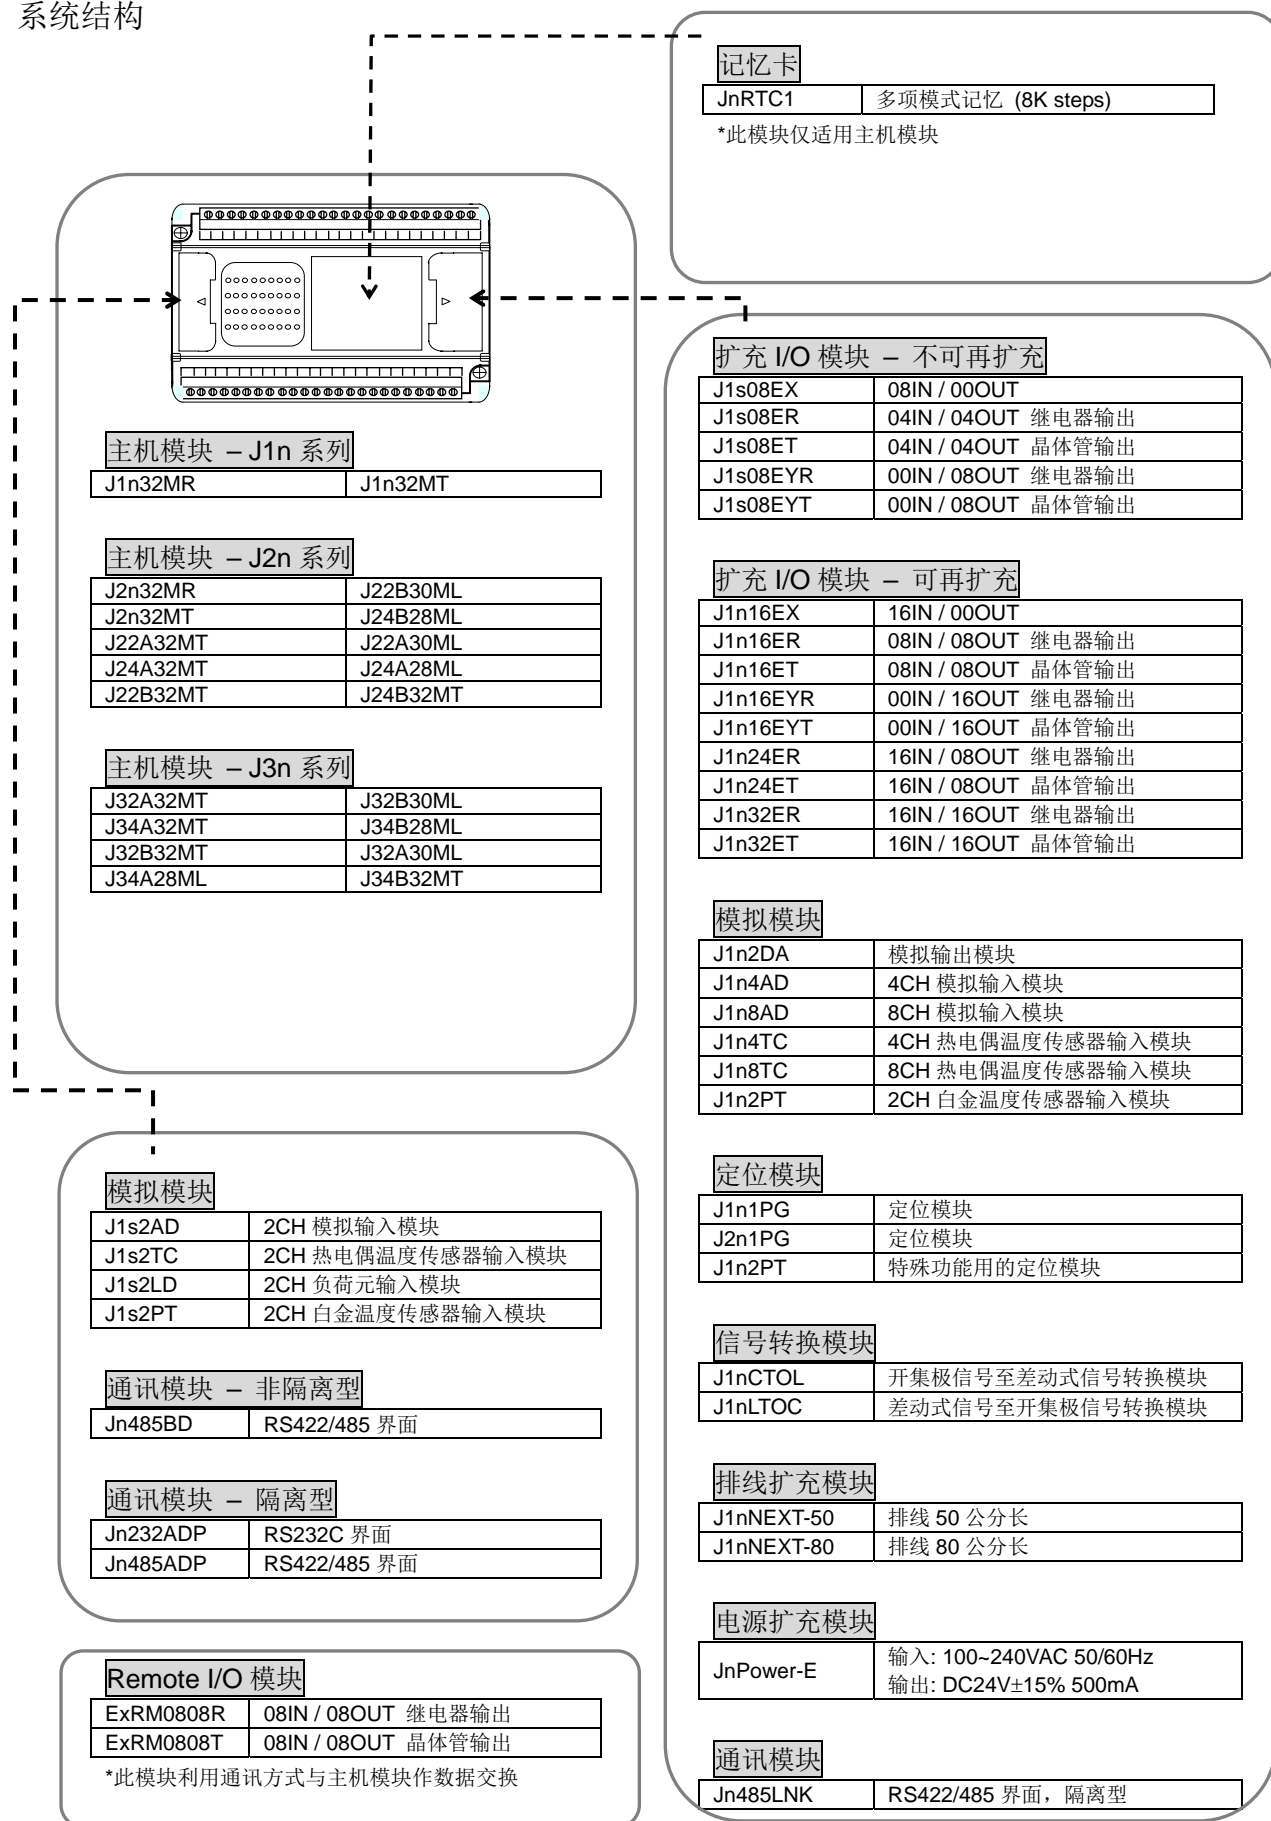 系统结构
记忆卡
JnRTC1 多项模式记忆 (8K steps)
*此模块仅适用主机模块
主机模块 – J1n 系列
J1n32MR J1n32MT
主机模块 – J2n 系列
J2n32MR J22B30ML
J2n32MT J24B28ML
J22A32MT J22A30ML
J24A32MT J24A28ML
J22B32MT J24B32MT
主机模块 – J3n 系列
J32A32MT J32B30ML
J34A32MT J34B28ML
J32B32MT J32A30ML
J34A28ML J34B32MT
模拟模块
J1s2AD 2CH 模拟输入模块
J1s2TC 2CH 热电偶温度传感器输入模块
J1s2LD 2CH 负荷元输入模块
J1s2PT 2CH 白金温度传感器输入模块
通讯模块 – 非隔离型
Jn485BD RS422/485 界面
通讯模块 – 隔离型
Jn232ADP RS232C 界面
Jn485ADP RS422/485 界面
Remote I/O 模块
ExRM0808R 08IN / 08OUT 继电器输出
ExRM0808T 08IN / 08OUT 晶体管输出
*此模块利用通讯方式与主机模块作数据交换
扩充 I/O 模块 – 不可再扩充
J1s08EX 08IN / 00OUT
J1s08ER 04IN / 04OUT 继电器输出
J1s08ET 04IN / 04OUT 晶体管输出
J1s08EYR 00IN / 08OUT 继电器输出
J1s08EYT 00IN / 08OUT 晶体管输出
扩充 I/O 模块 – 可再扩充
J1n16EX 16IN / 00OUT
J1n16ER 08IN / 08OUT 继电器输出
J1n16ET 08IN / 08OUT 晶体管输出
J1n16EYR 00IN / 16OUT 继电器输出
J1n16EYT 00IN / 16OUT 晶体管输出
J1n24ER 16IN / 08OUT 继电器输出
J1n24ET 16IN / 08OUT 晶体管输出
J1n32ER 16IN / 16OUT 继电器输出
J1n32ET 16IN / 16OUT 晶体管输出
模拟模块
J1n2DA 模拟输出模块
J1n4AD 4CH 模拟输入模块
J1n8AD 8CH 模拟输入模块
J1n4TC 4CH 热电偶温度传感器输入模块
J1n8TC 8CH 热电偶温度传感器输入模块
J1n2PT 2CH 白金温度传感器输入模块
定位模块
J1n1PG 定位模块
J2n1PG 定位模块
J1n2PT 特殊功能用的定位模块
信号转换模块
J1nCTOL 开集极信号至差动式信号转换模块
J1nLTOC 差动式信号至开集极信号转换模块
排线扩充模块
J1nNEXT-50 排线 50 公分长
J1nNEXT-80 排线 80 公分长
电源扩充模块
JnPower-E 输入: 100~240VAC 50/60Hz
输出: DC24V±15% 500mA
通讯模块
Jn485LNK RS422/485 界面，隔离型